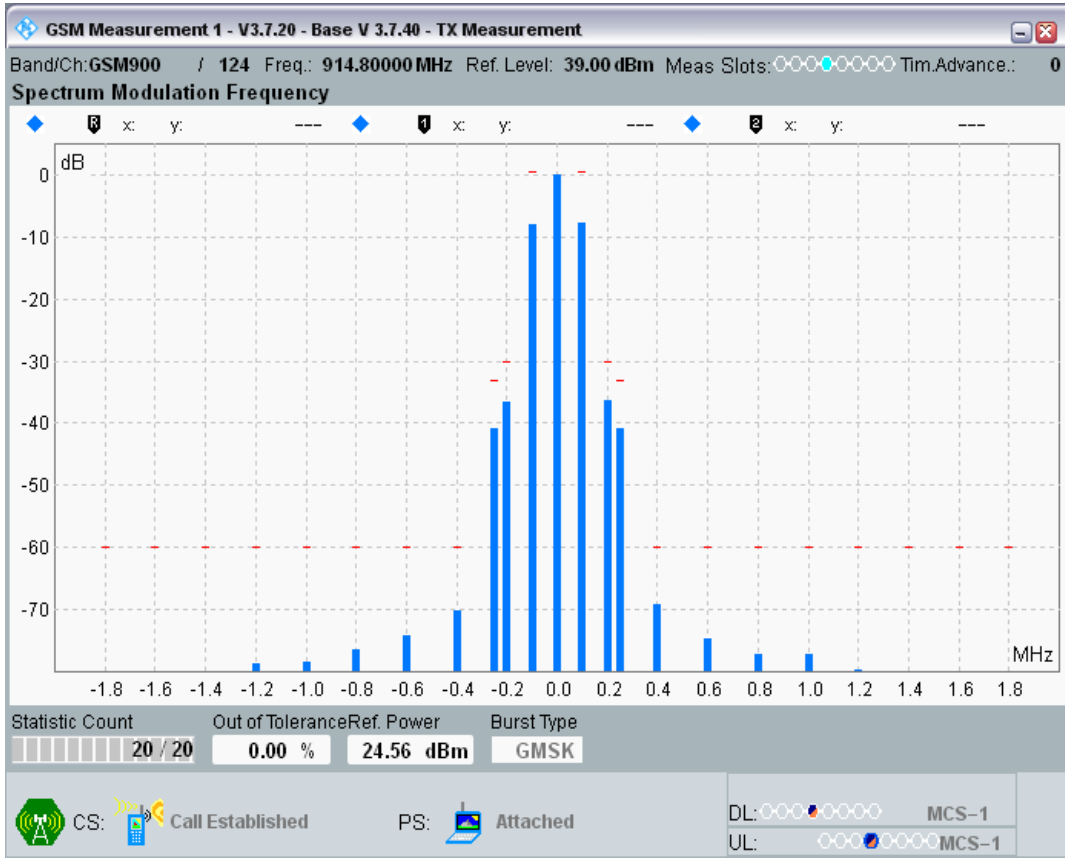 GSM Measurement 1 - V3.7.20 - Base V 3.7.40 - TX Measurement
Band/Ch:GSM900 / 124 Freq.: 914.80000 MHz Ref. Level: 39.00 dBm Meas Slots: Tim.Advance.: 0
Spectrum Modulation Frequency
R x: y: --- 1 x: y: --- 2 x: y: ---
dB
0
-10
-20
-30
-40
-50
-60
-70
MHz
-1.8 -1.6 -1.4 -1.2 -1.0 -0.8 -0.6 -0.4 -0.2 0.0 0.2 0.4 0.6 0.8 1.0 1.2 1.4 1.6 1.8
Statistic Count Out of Tolerance Ref. Power Burst Type
20 / 20 0.00 % 24.56 dBm GMSK
CS: Call Established PS: Attached
DL: MCS-1
UL: MCS-1